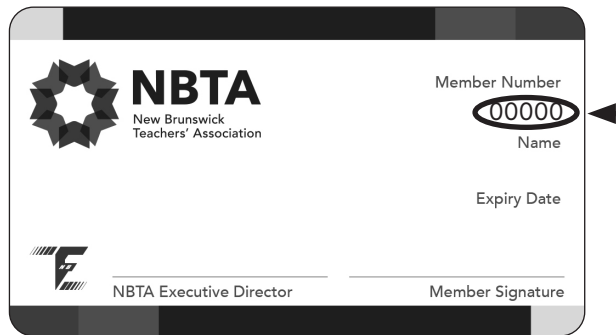 NBTA
New Brunswick
Teachers' Association
Member Number
00000
Name
Expiry Date
NBTA Executive Director
Member Signature